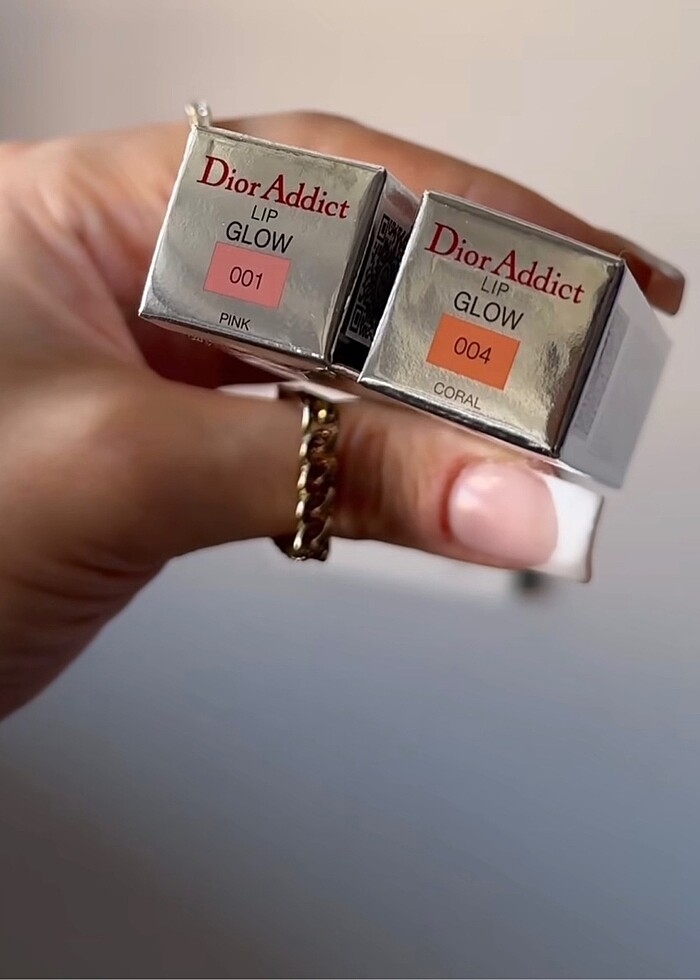 Dior Addict
LIP
GLOW
001
PINK
Dior Addict
LIP
GLOW
004
CORAL